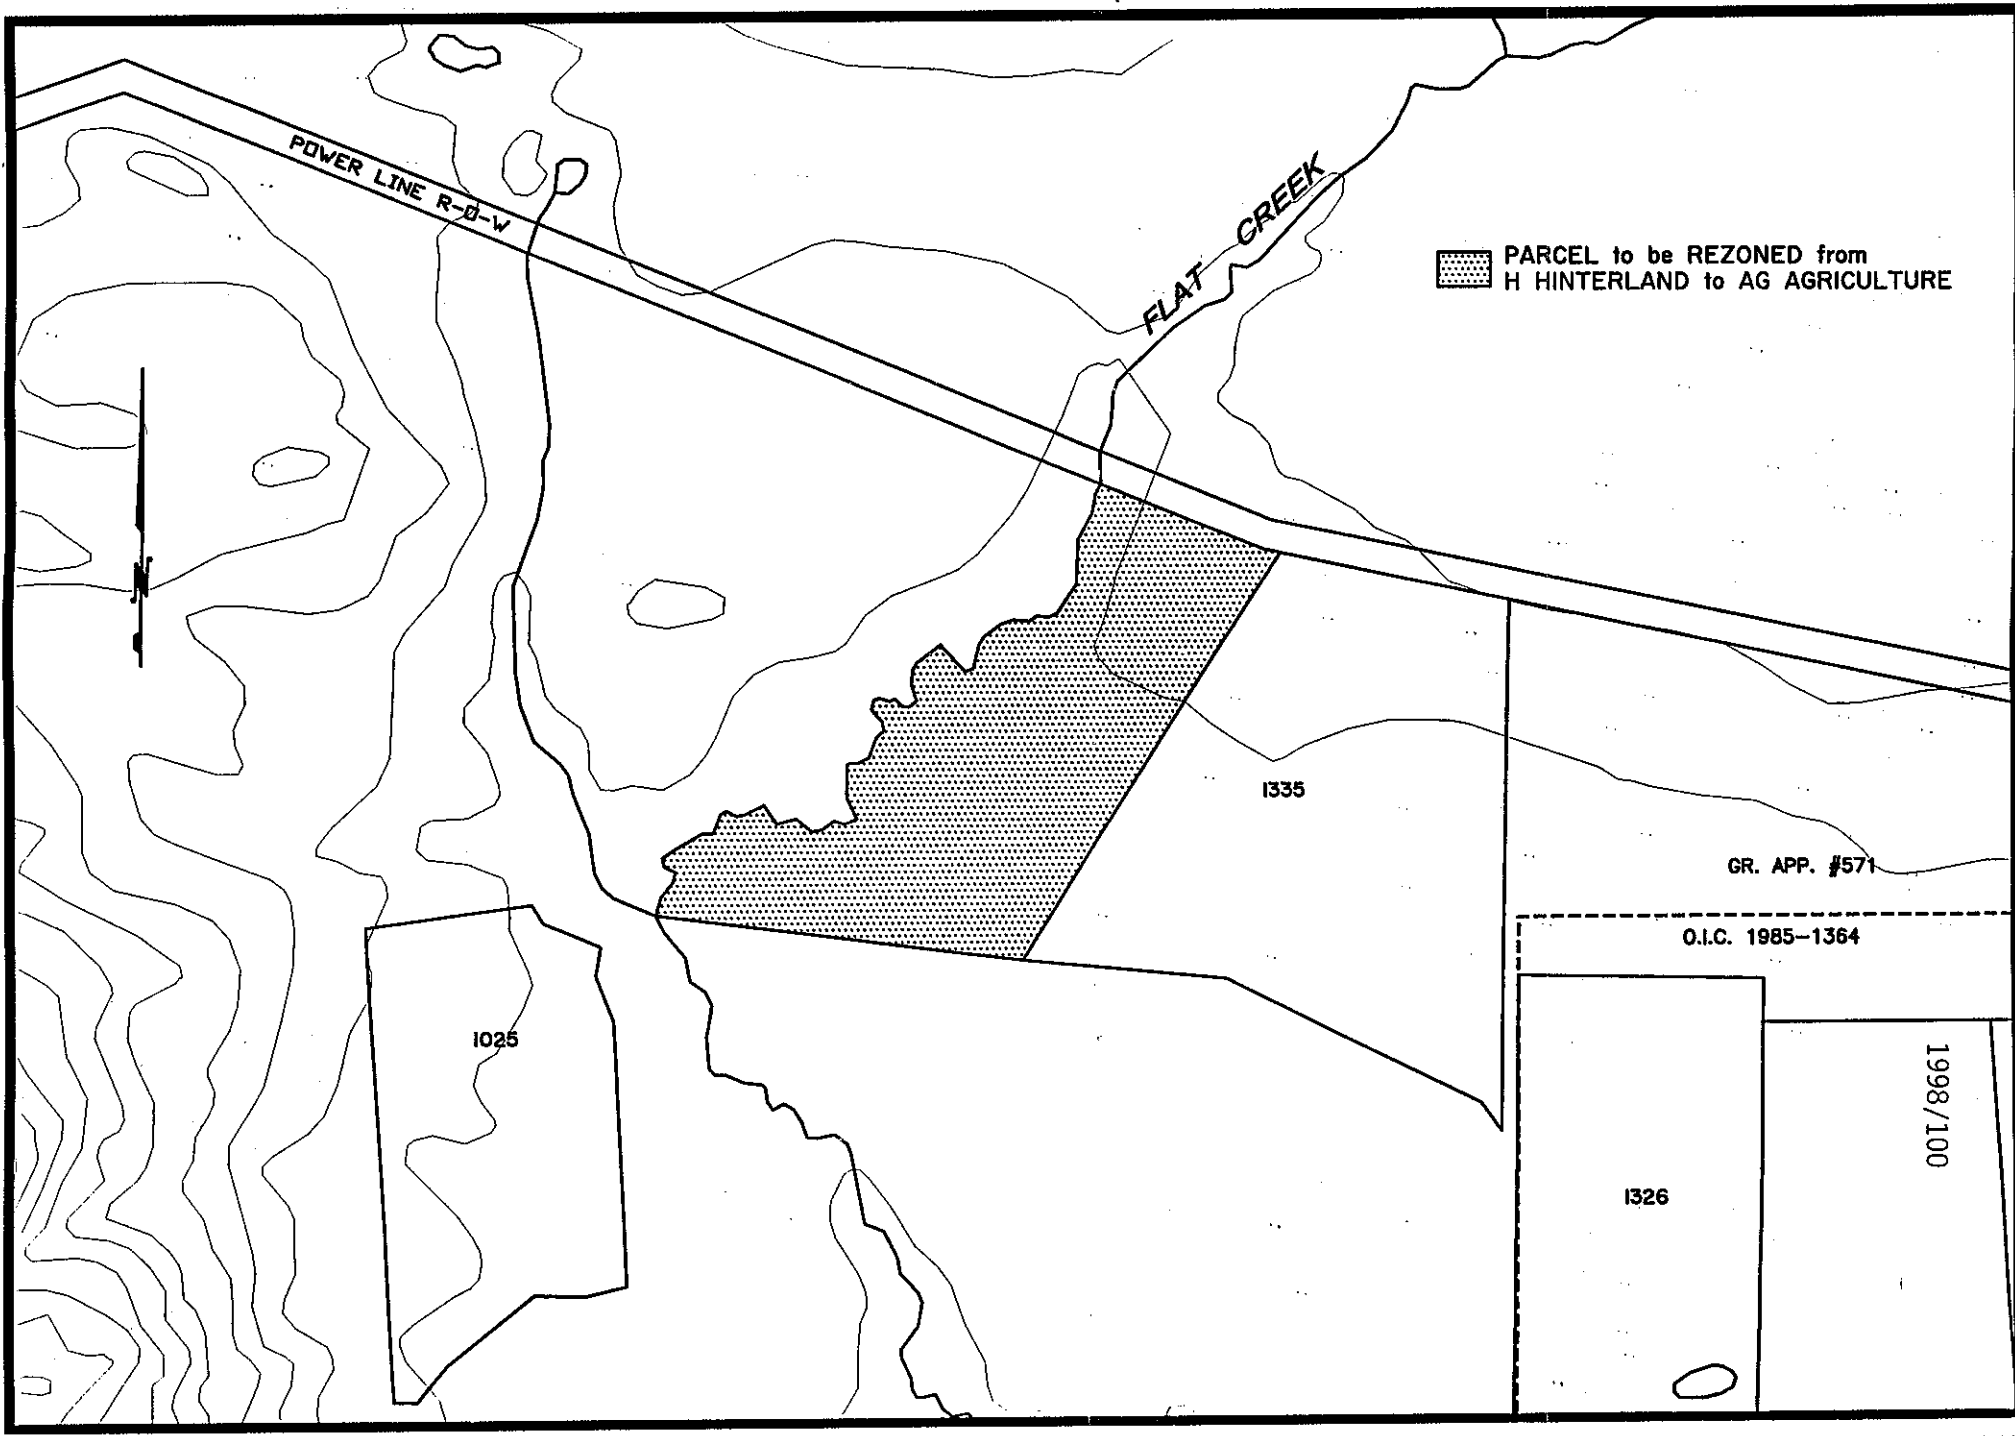 POWER LINE R-O-W
FLAT CREEK
PARCEL to be REZONED from
H HINTERLAND to AG AGRICULTURE
N
1335
GR. APP. #571
O.I.C. 1985-1364
1025
1998/100
1326